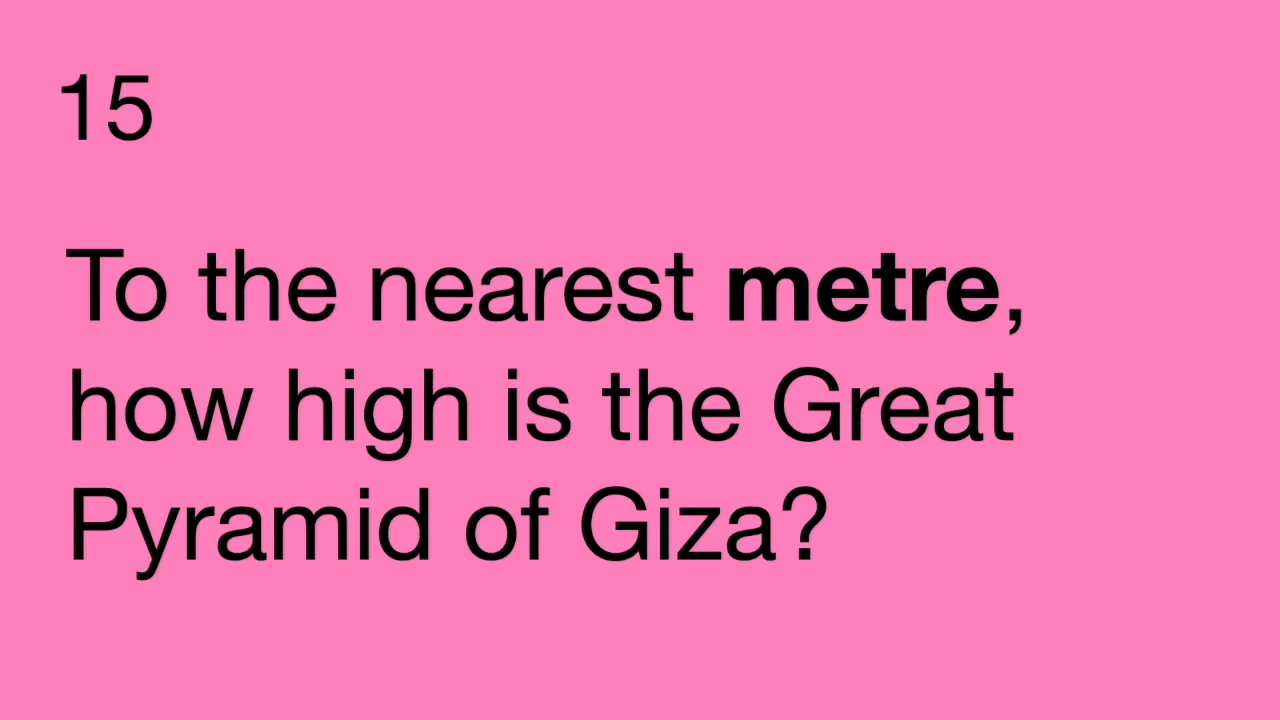 15
To the nearest metre,
how high is the Great
Pyramid of Giza?